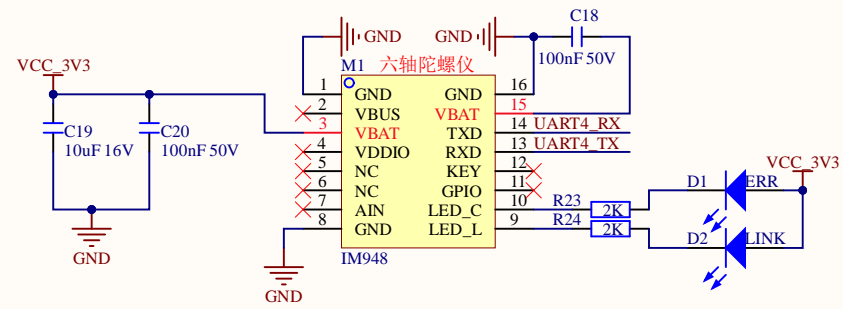 C18
GND
GND
100nF 50V
M1
六轴陀螺仪
VCC_3V3
1
GND
GND
16
2
VBUS
VBAT
15
C19
10uF 16V
C20
100nF 50V
3
VBAT
TXD
14
UART4_RX
4
VDDIO
RXD
13
UART4_TX
5
NC
KEY
12
6
NC
GPIO
11
7
AIN
LED_C
10
8
GND
LED_L
9
R23
2K
R24
2K
VCC_3V3
D1
ERR
D2
LINK
GND
IM948
GND